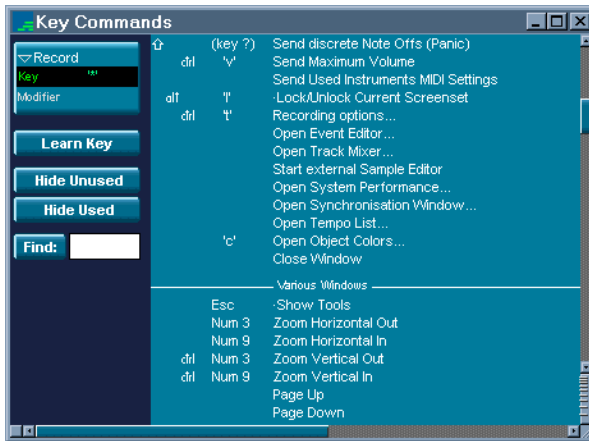 Key Commands
Record
Key '*'
Modifier
Learn Key
Hide Unused
Hide Used
Find:
(key ?) Send discrete Note Offs (Panic)
ctrl 'v' Send Maximum Volume
Send Used Instruments MIDI Settings
alt 'l' ·Lock/Unlock Current Screenset
ctrl 't' Recording options...
Open Event Editor...
Open Track Mixer...
Start external Sample Editor
Open System Performance...
Open Synchronisation Window...
Open Tempo List...
'c' Open Object Colors...
Close Window
Various Windows
Esc ·Show Tools
Num 3 Zoom Horizontal Out
Num 9 Zoom Horizontal In
ctrl Num 3 Zoom Vertical Out
ctrl Num 9 Zoom Vertical In
Page Up
Page Down